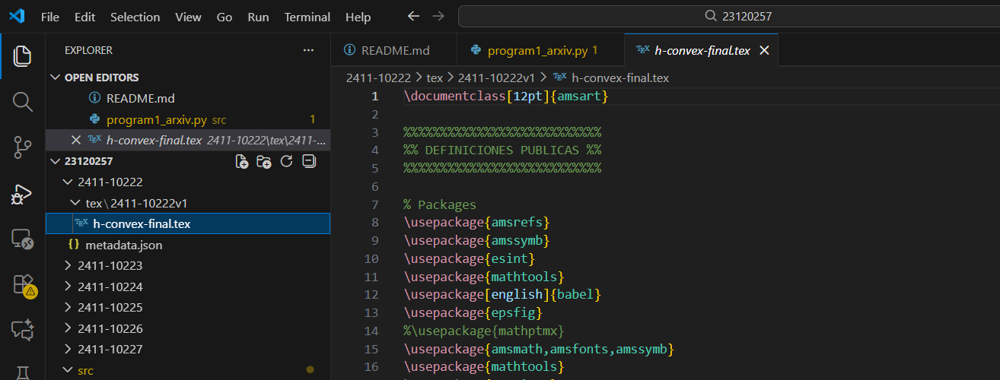 File Edit Selection View Go Run Terminal Help
23120257
EXPLORER
OPEN EDITORS
README.md
program1_arxiv.py src 1
h-convex-final.tex 2411-10222\tex\2411-...
23120257
2411-10222
tex\2411-10222v1
h-convex-final.tex
metadata.json
2411-10223
2411-10224
2411-10225
2411-10226
2411-10227
src
README.md
program1_arxiv.py 1
h-convex-final.tex
2411-10222 > tex > 2411-10222v1 > h-convex-final.tex
1 \documentclass[12pt]{amsart}
2
3 %%%%%%%%%%%%%%%%%%%%%%%%%%%
4 %% DEFINICIONES PUBLICAS %%
5 %%%%%%%%%%%%%%%%%%%%%%%%%%%
6
7 % Packages
8 \usepackage{amsrefs}
9 \usepackage{amssymb}
10 \usepackage{esint}
11 \usepackage{mathtools}
12 \usepackage[english]{babel}
13 \usepackage{epsfig}
14 %\usepackage{mathptmx}
15 \usepackage{amsmath,amsfonts,amssymb}
16 \usepackage{mathtools}